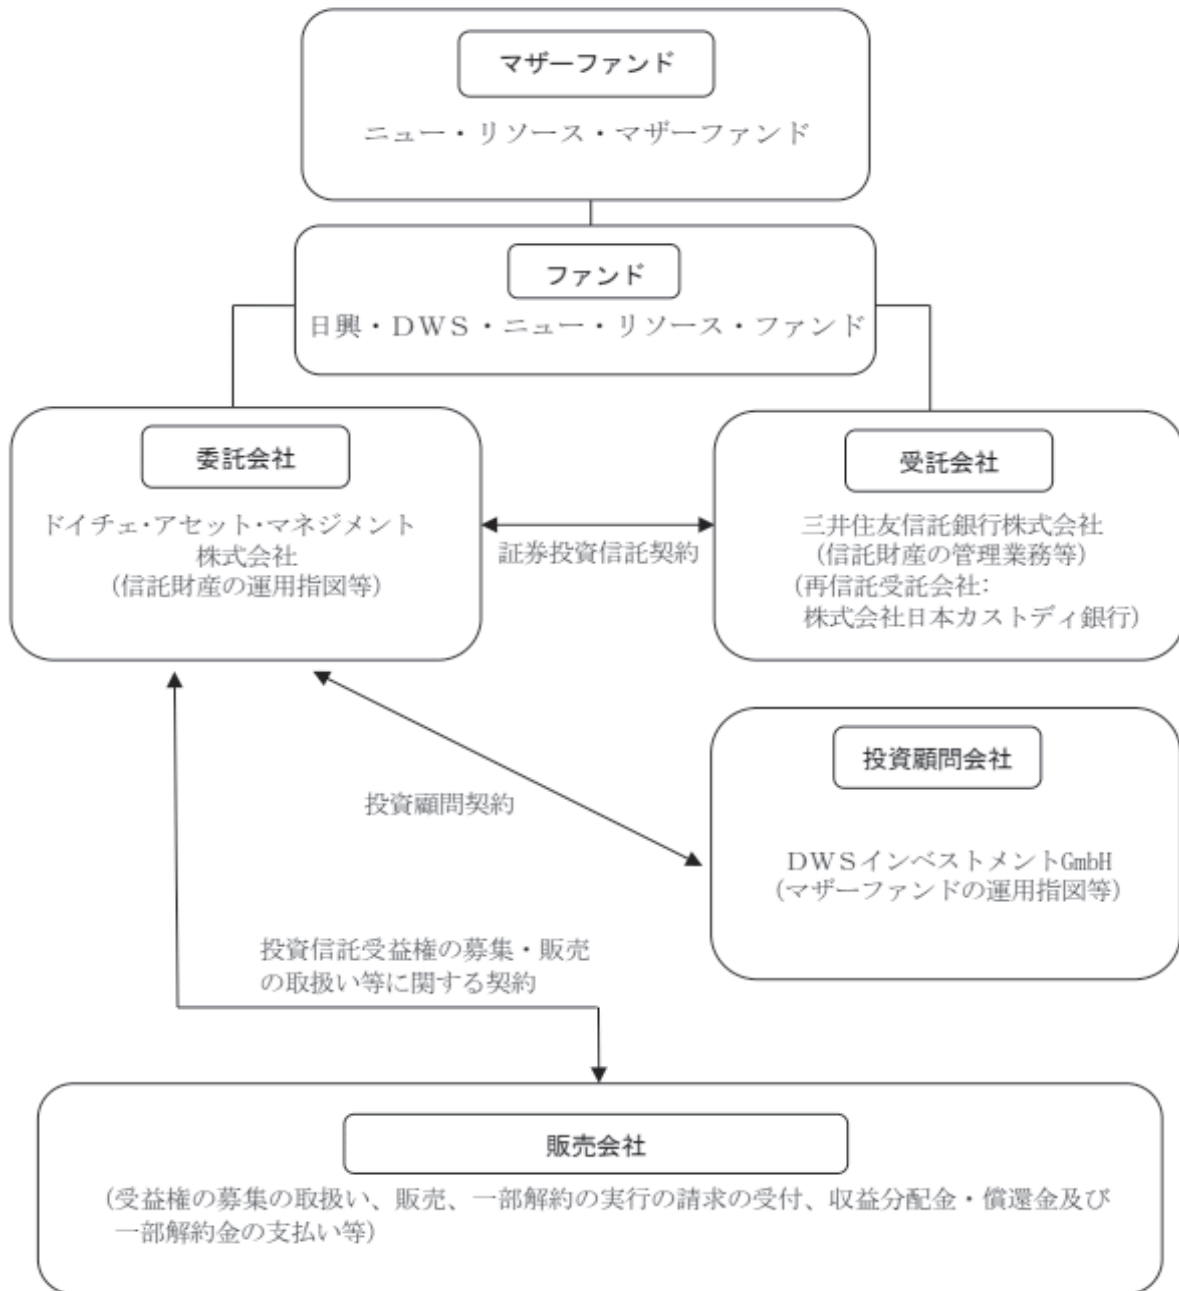 マザーファンド
ニュー・リソース・マザーファンド
ファンド
日興・ＤＷＳ・ニュー・リソース・ファンド
委託会社
ドイチェ・アセット・マネジメント
株式会社
(信託財産の運用指図等)
証券投資信託契約
受託会社
三井住友信託銀行株式会社
(信託財産の管理業務等)
(再信託受託会社:
株式会社日本カストディ銀行)
投資顧問契約
投資顧問会社
ＤＷＳインベストメントGmbH
(マザーファンドの運用指図等)
投資信託受益権の募集・販売
の取扱い等に関する契約
販売会社
(受益権の募集の取扱い、販売、一部解約の実行の請求の受付、収益分配金・償還金及び
一部解約金の支払い等)